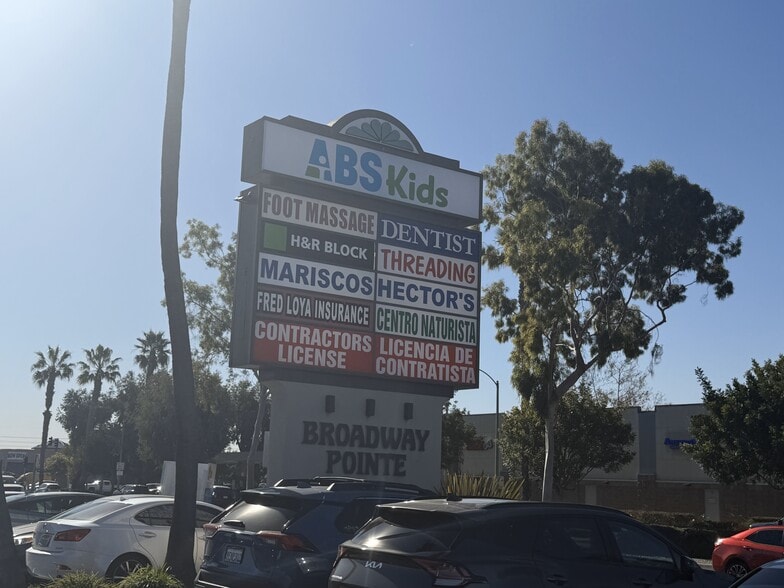 ABS Kids
FOOT MASSAGE
DENTIST
H&R BLOCK
THREADING
MARISCOS
HECTOR'S
FRED LOYA INSURANCE
CENTRO NATURISTA
CONTRACTORS
LICENSE
LICENCIA DE
CONTRATISTA
BROADWAY
POINTE
KIA